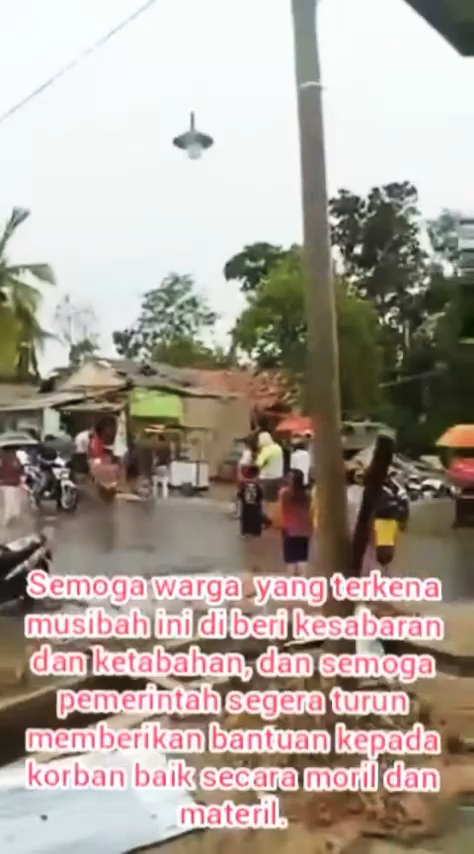 Semoga warga yang terkena
musibah ini di beri kesabaran
dan ketabahan, dan semoga
pemerintah segera turun
memberikan bantuan kepada
korban baik secara moril dan
materil.